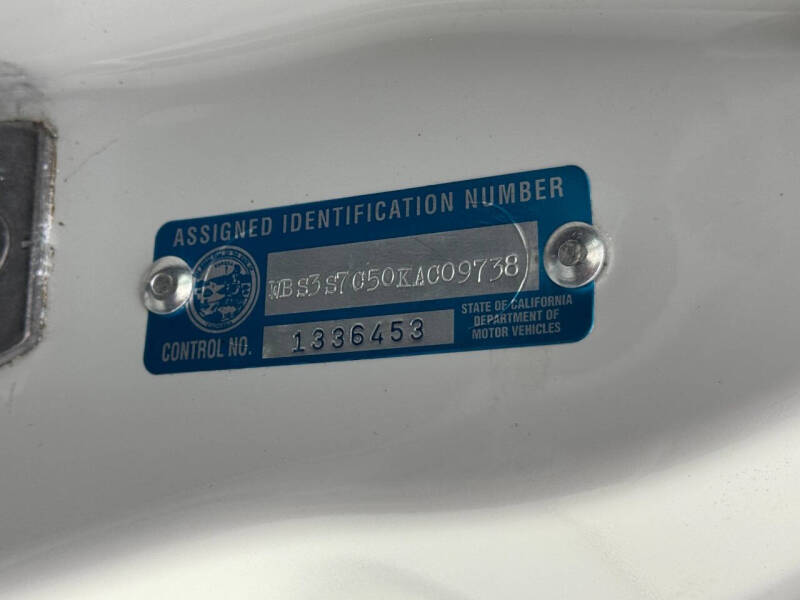 ASSIGNED IDENTIFICATION NUMBER
WBS3S7C50KAC09738
STATE OF CALIFORNIA
DEPARTMENT OF
MOTOR VEHICLES
CONTROL NO. 1336453